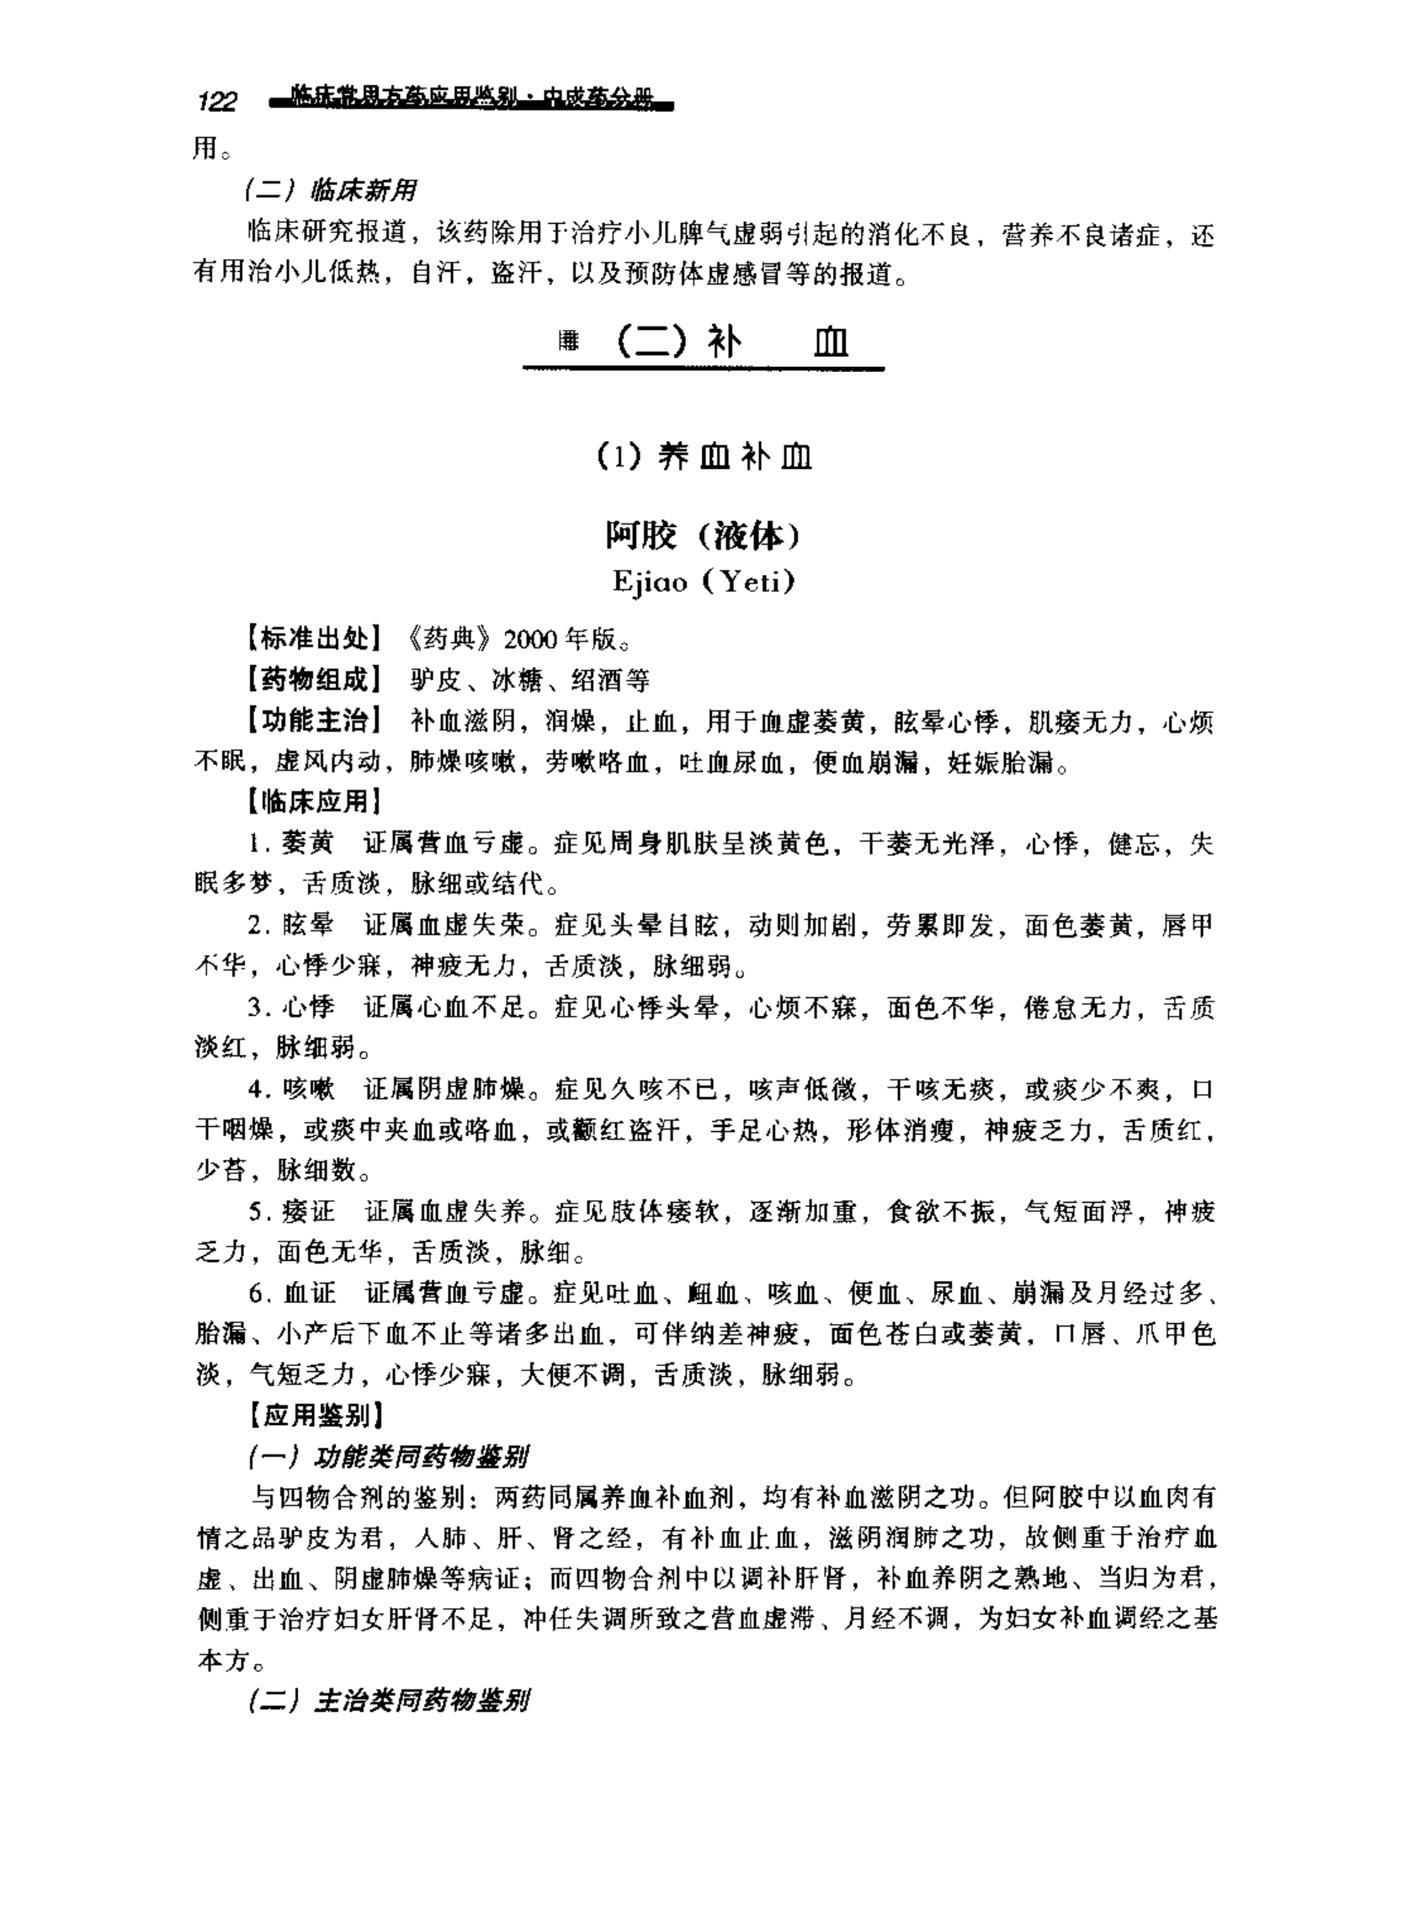 122 临床常用方药应用鉴别·中成药分册
用。
(二) 临床新用
临床研究报道，该药除用于治疗小儿脾气虚弱引起的消化不良，营养不良诸症，还
有用治小儿低热，自汗，盗汗，以及预防体虚感冒等的报道。
(二) 补 血
(1) 养血补血
阿胶（液体）
Ejiao (Yeti)
【标准出处】 《药典》2000 年版。
【药物组成】 驴皮、冰糖、绍酒等
【功能主治】 补血滋阴，润燥，止血，用于血虚萎黄，眩晕心悸，肌痿无力，心烦
不眠，虚风内动，肺燥咳嗽，劳嗽咯血，吐血尿血，便血崩漏，妊娠胎漏。
【临床应用】
1. 萎黄 证属营血亏虚。症见周身肌肤呈淡黄色，干萎无光泽，心悸，健忘，失
眠多梦，舌质淡，脉细或结代。
2. 眩晕 证属血虚失荣。症见头晕目眩，动则加剧，劳累即发，面色萎黄，唇甲
不华，心悸少寐，神疲无力，舌质淡，脉细弱。
3. 心悸 证属心血不足。症见心悸头晕，心烦不寐，面色不华，倦怠无力，舌质
淡红，脉细弱。
4. 咳嗽 证属阴虚肺燥。症见久咳不已，咳声低微，干咳无痰，或痰少不爽，口
干咽燥，或痰中夹血或咯血，或颧红盗汗，手足心热，形体消瘦，神疲乏力，舌质红，
少苔，脉细数。
5. 痿证 证属血虚失养。症见肢体痿软，逐渐加重，食欲不振，气短面浮，神疲
乏力，面色无华，舌质淡，脉细。
6. 血证 证属营血亏虚。症见吐血、衄血、咳血、便血、尿血、崩漏及月经过多、
胎漏、小产后下血不止等诸多出血，可伴纳差神疲，面色苍白或萎黄，口唇、爪甲色
淡，气短乏力，心悸少寐，大便不调，舌质淡，脉细弱。
【应用鉴别】
(一) 功能类同药物鉴别
与四物合剂的鉴别：两药同属养血补血剂，均有补血滋阴之功。但阿胶中以血肉有
情之品驴皮为君，入肺、肝、肾之经，有补血止血，滋阴润肺之功，故侧重于治疗血
虚、出血、阴虚肺燥等病证；而四物合剂中以调补肝肾，补血养阴之熟地、当归为君，
侧重于治疗妇女肝肾不足，冲任失调所致之营血虚滞、月经不调，为妇女补血调经之基
本方。
(二) 主治类同药物鉴别